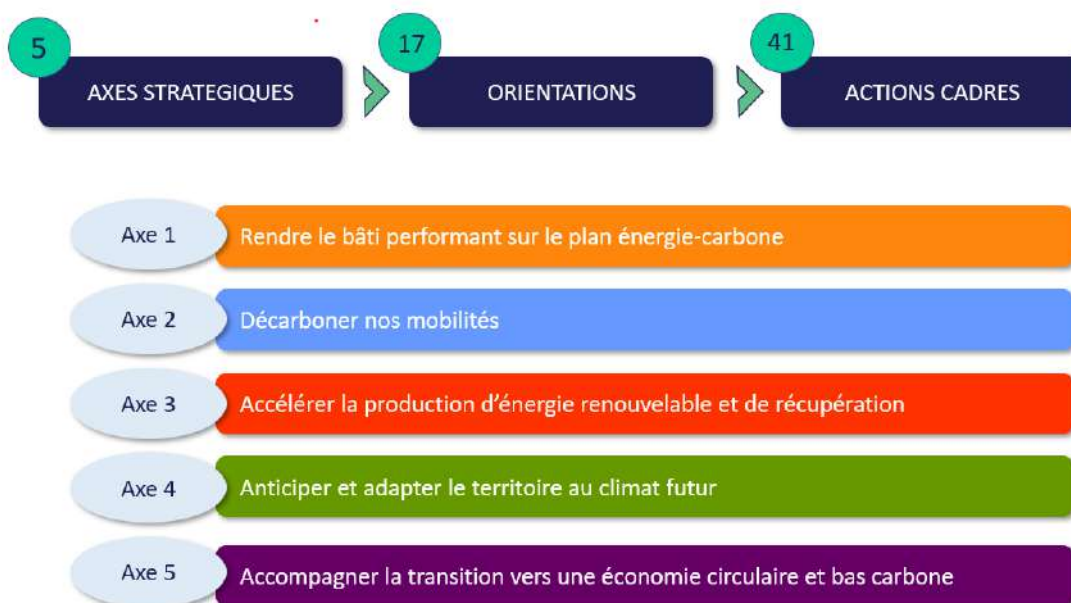 5
AXES STRATEGIQUES
17
ORIENTATIONS
41
ACTIONS CADRES
Axe 1
Rendre le bâti performant sur le plan énergie-carbone
Axe 2
Décarboner nos mobilités
Axe 3
Accélérer la production d’énergie renouvelable et de récupération
Axe 4
Anticiper et adapter le territoire au climat futur
Axe 5
Accompagner la transition vers une économie circulaire et bas carbone